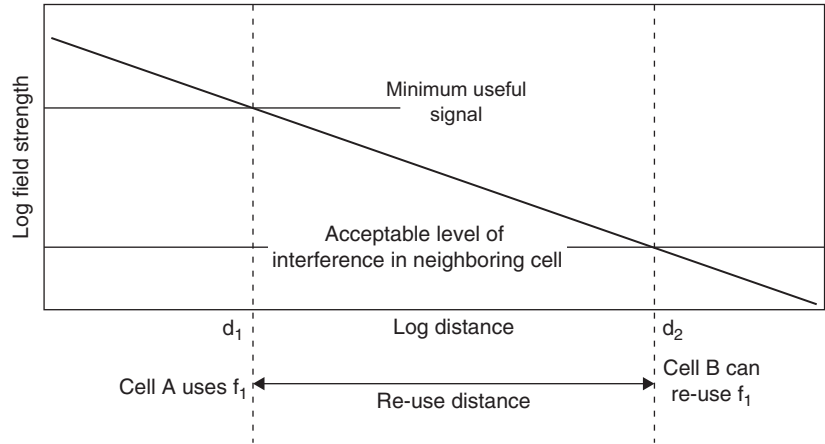 Log field strength
Minimum useful
signal
Acceptable level of
interference in neighboring cell
d₁
Log distance
d₂
Cell A uses f₁
Re-use distance
Cell B can
re-use f₁